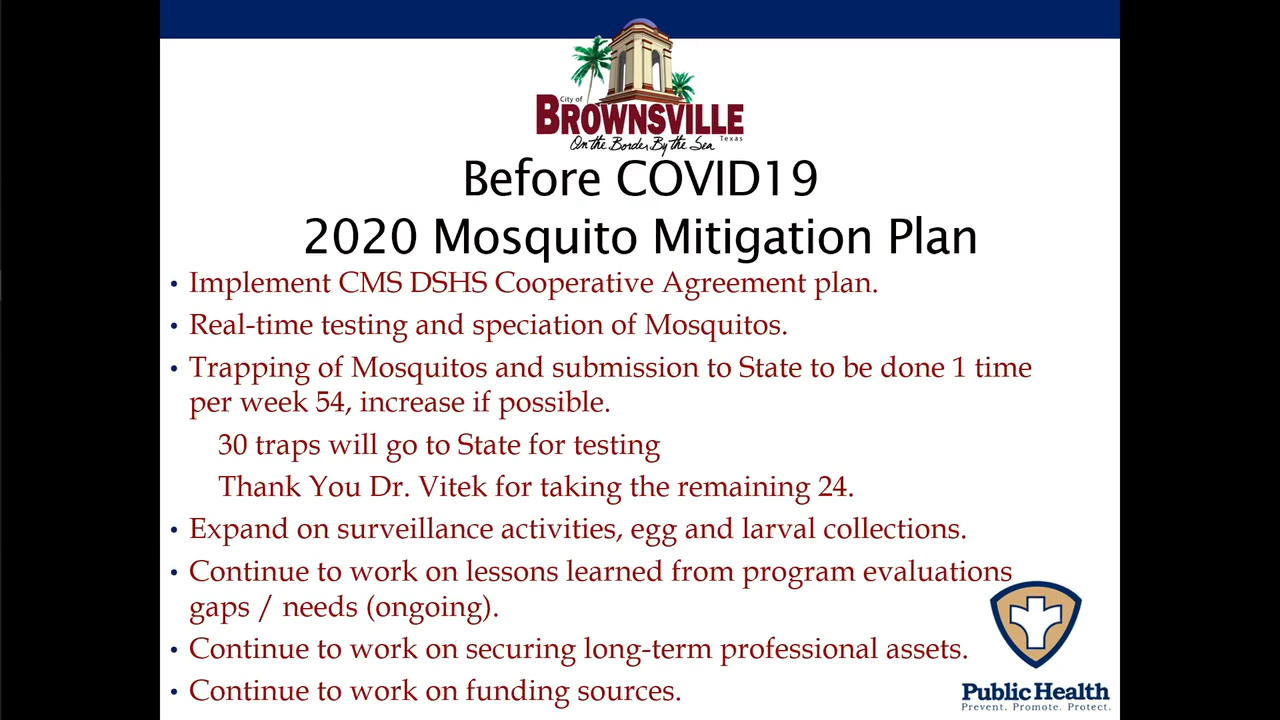 City of
BROWNSVILLE
Texas
On the Border By the Sea
Before COVID19
2020 Mosquito Mitigation Plan
• Implement CMS DSHS Cooperative Agreement plan.
• Real-time testing and speciation of Mosquitos.
• Trapping of Mosquitos and submission to State to be done 1 time
per week 54, increase if possible.
30 traps will go to State for testing
Thank You Dr. Vitek for taking the remaining 24.
• Expand on surveillance activities, egg and larval collections.
• Continue to work on lessons learned from program evaluations
gaps / needs (ongoing).
• Continue to work on securing long-term professional assets.
• Continue to work on funding sources.
Public Health
Prevent. Promote. Protect.